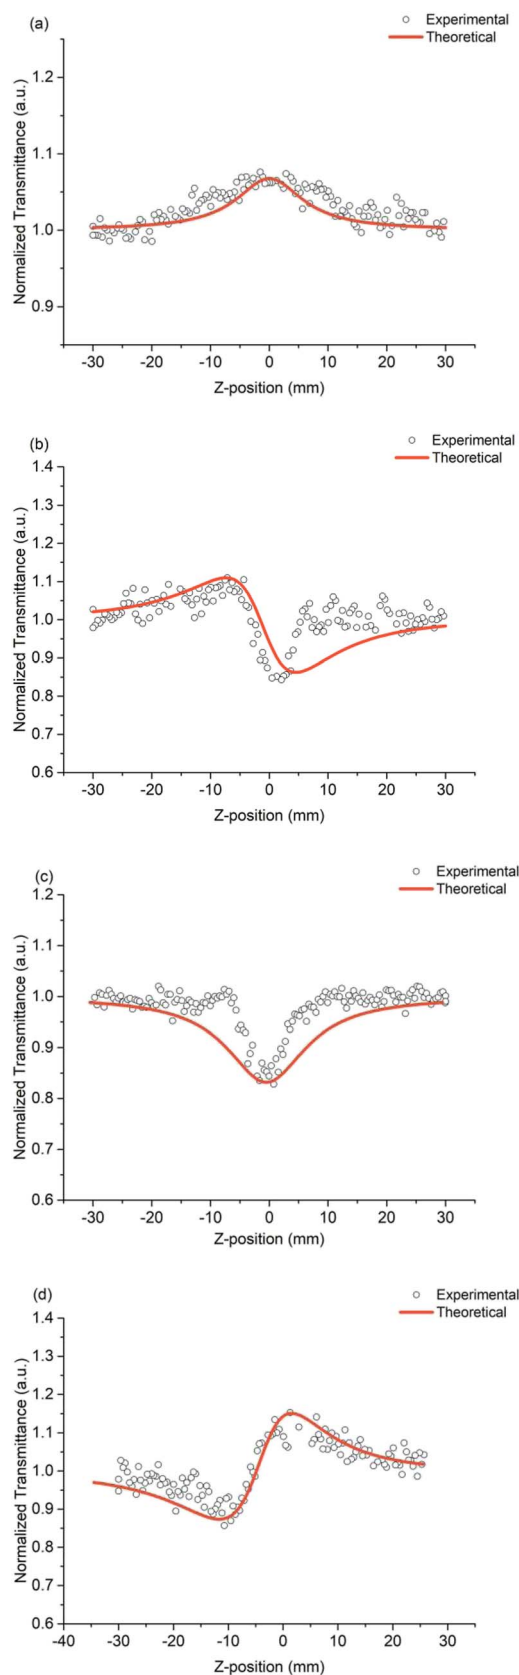 (a)
Experimental
Theoretical
Normalized Transmittance (a.u.)
1.2
1.1
1.0
0.9
-30 -20 -10 0 10 20 30
Z-position (mm)
(b)
Experimental
Theoretical
Normalized Transmittance (a.u.)
1.4
1.3
1.2
1.1
1.0
0.9
0.8
0.7
0.6
-30 -20 -10 0 10 20 30
Z-position (mm)
(c)
Experimental
Theoretical
Normalized Transmittance (a.u.)
1.2
1.1
1.0
0.9
0.8
0.7
0.6
-30 -20 -10 0 10 20 30
Z-position (mm)
(d)
Experimental
Theoretical
Normalized Transmittance (a.u.)
1.4
1.3
1.2
1.1
1.0
0.9
0.8
0.7
0.6
-40 -30 -20 -10 0 10 20 30
Z-position (mm)